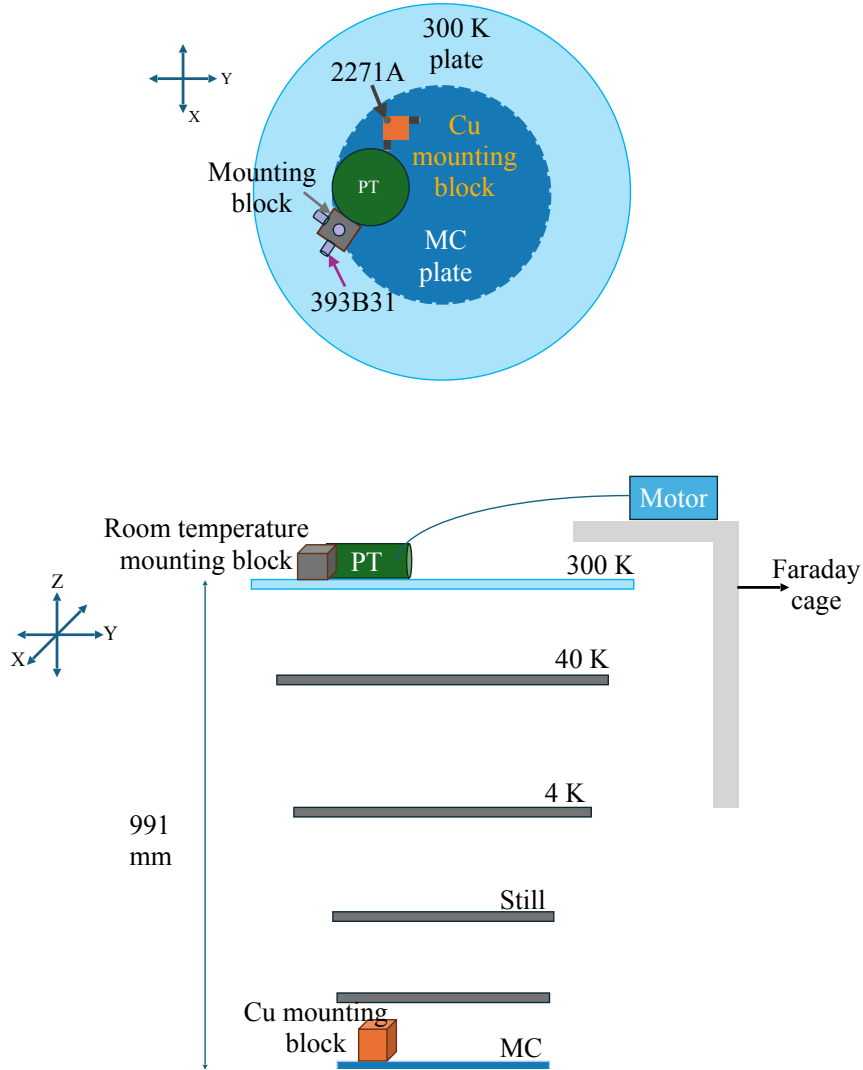 300 K
plate
2271A
Y
X
Cu
mounting
block
Mounting
block
PT
MC
plate
393B31
Motor
Room temperature
mounting block
PT
300 K
Faraday
cage
Z
Y
X
40 K
4 K
991
mm
Still
Cu mounting
block
MC